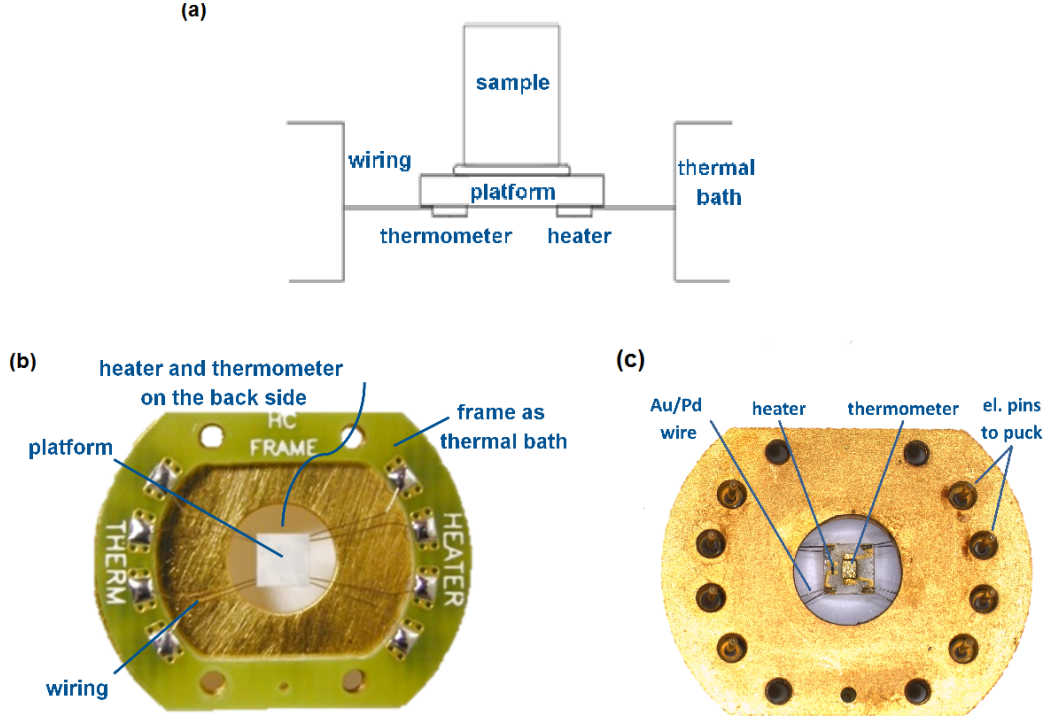 (a)
sample
wiring
thermal
bath
platform
thermometer
heater
(b)
heater and thermometer
on the back side
frame as
thermal bath
platform
HC
FRAME
THERM
HEATER
wiring
(c)
Au/Pd
wire
heater
thermometer
el. pins
to puck